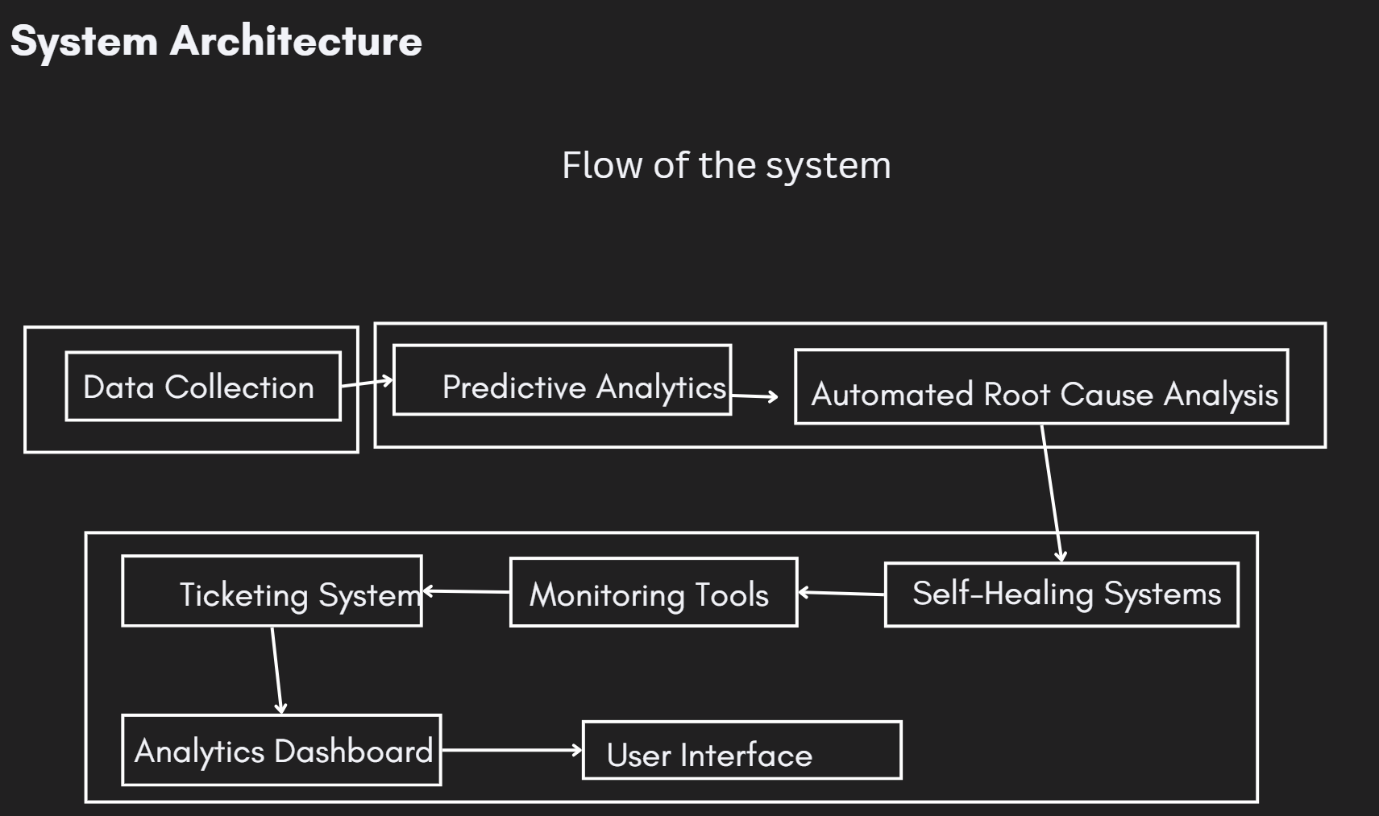 System Architecture
Flow of the system
Data Collection
Predictive Analytics
Automated Root Cause Analysis
Ticketing System
Monitoring Tools
Self-Healing Systems
Analytics Dashboard
User Interface